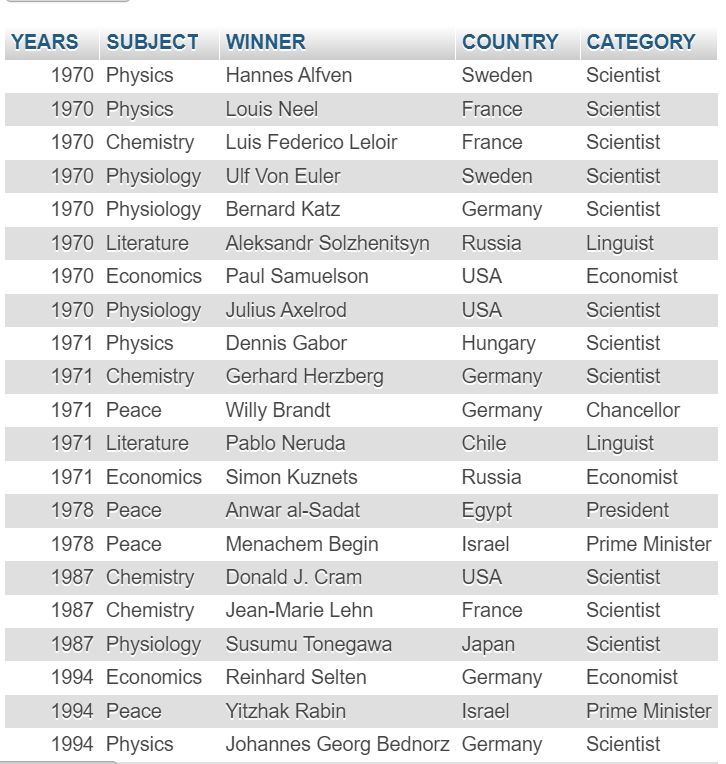 YEARS SUBJECT WINNER COUNTRY CATEGORY
1970 Physics Hannes Alfven Sweden Scientist
1970 Physics Louis Neel France Scientist
1970 Chemistry Luis Federico Leloir France Scientist
1970 Physiology Ulf Von Euler Sweden Scientist
1970 Physiology Bernard Katz Germany Scientist
1970 Literature Aleksandr Solzhenitsyn Russia Linguist
1970 Economics Paul Samuelson USA Economist
1970 Physiology Julius Axelrod USA Scientist
1971 Physics Dennis Gabor Hungary Scientist
1971 Chemistry Gerhard Herzberg Germany Scientist
1971 Peace Willy Brandt Germany Chancellor
1971 Literature Pablo Neruda Chile Linguist
1971 Economics Simon Kuznets Russia Economist
1978 Peace Anwar al-Sadat Egypt President
1978 Peace Menachem Begin Israel Prime Minister
1987 Chemistry Donald J. Cram USA Scientist
1987 Chemistry Jean-Marie Lehn France Scientist
1987 Physiology Susumu Tonegawa Japan Scientist
1994 Economics Reinhard Selten Germany Economist
1994 Peace Yitzhak Rabin Israel Prime Minister
1994 Physics Johannes Georg Bednorz Germany Scientist